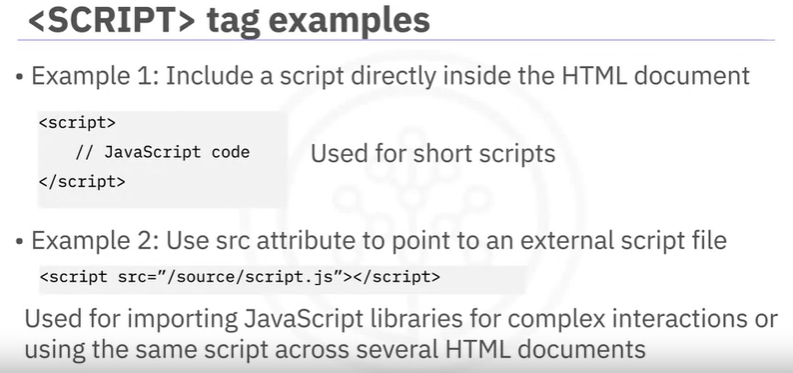 <SCRIPT> tag examples
• Example 1: Include a script directly inside the HTML document
<script>
// JavaScript code
</script>
Used for short scripts
• Example 2: Use src attribute to point to an external script file
<script src=”/source/script.js”></script>
Used for importing JavaScript libraries for complex interactions or
using the same script across several HTML documents